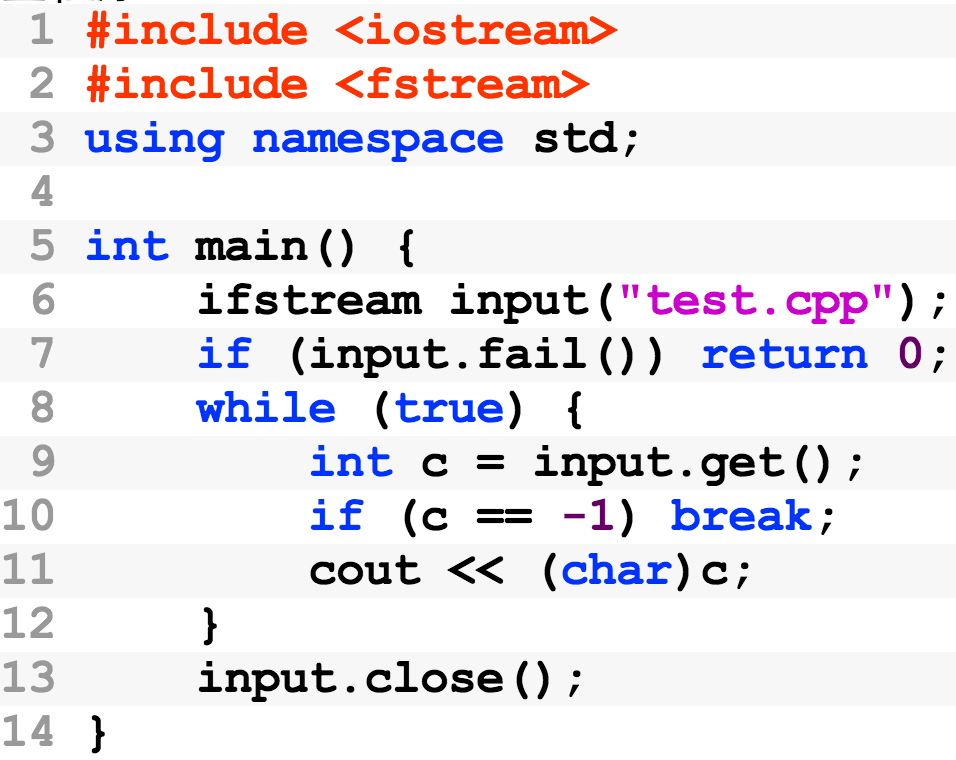 1 #include <iostream>
2 #include <fstream>
3 using namespace std;
4
5 int main() {
6     ifstream input("test.cpp");
7     if (input.fail()) return 0;
8     while (true) {
9         int c = input.get();
10         if (c == -1) break;
11         cout << (char)c;
12     }
13     input.close();
14 }